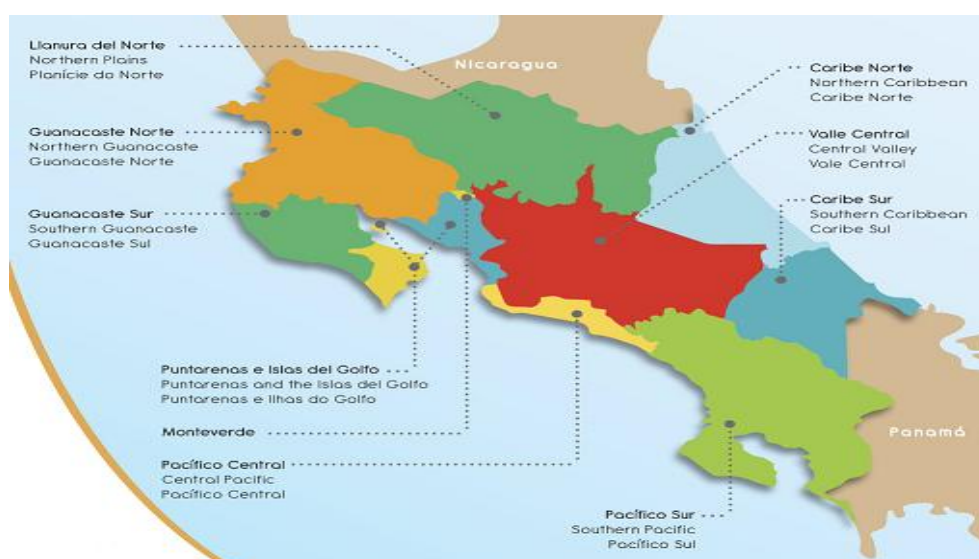 Llanura del Norte
Northern Plains
Planície do Norte
Nicaragua
Caribe Norte
Northern Caribbean
Caribe Norte
Guanacaste Norte
Northern Guanacaste
Guanacaste Norte
Valle Central
Central Valley
Vale Central
Guanacaste Sur
Southern Guanacaste
Guanacaste Sul
Caribe Sur
Southern Caribbean
Caribe Sul
Puntarenas e Islas del Golfo
Puntarenas and the Islas del Golfo
Puntarenas e Ilhas do Golfo
Monteverde
Panamá
Pacífico Central
Central Pacific
Pacífico Central
Pacífico Sur
Southern Pacific
Pacífico Sul